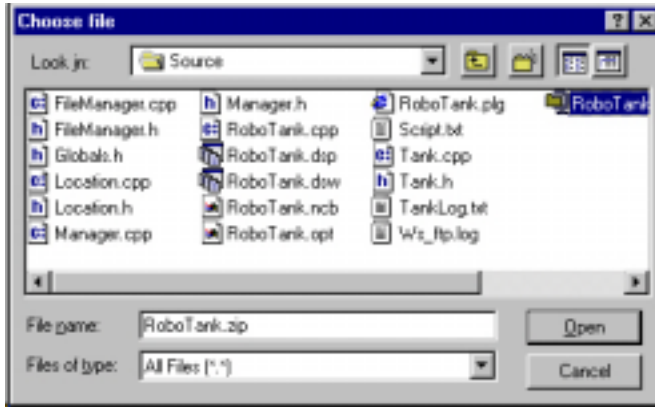 Choose file
Look in: Source
FileManager.cpp
FileManager.h
Globals.h
Location.cpp
Location.h
Manager.cpp
Manager.h
RoboTank.cpp
RoboTank.dsp
RoboTank.dsw
RoboTank.ncb
RoboTank.opt
RoboTank.plg
Script.txt
Tank.cpp
Tank.h
TankLog.txt
Ws_ftp.log
RoboTank
File name: RoboTank.zip Open
Files of type: All Files (*.*) Cancel